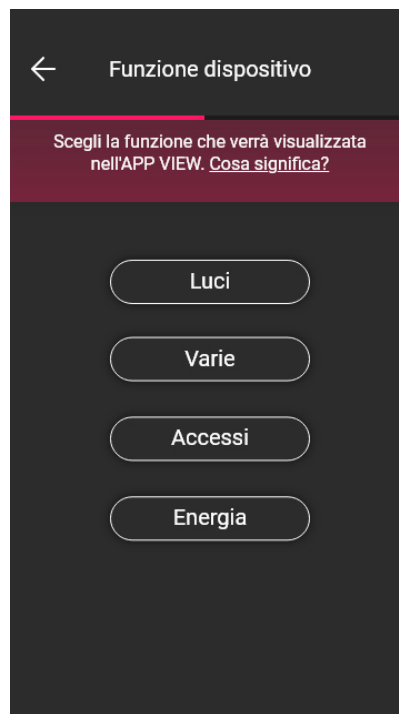 Funzione dispositivo
Scegli la funzione che verrà visualizzata
nell'APP VIEW. Cosa significa?
Luci
Varie
Accessi
Energia